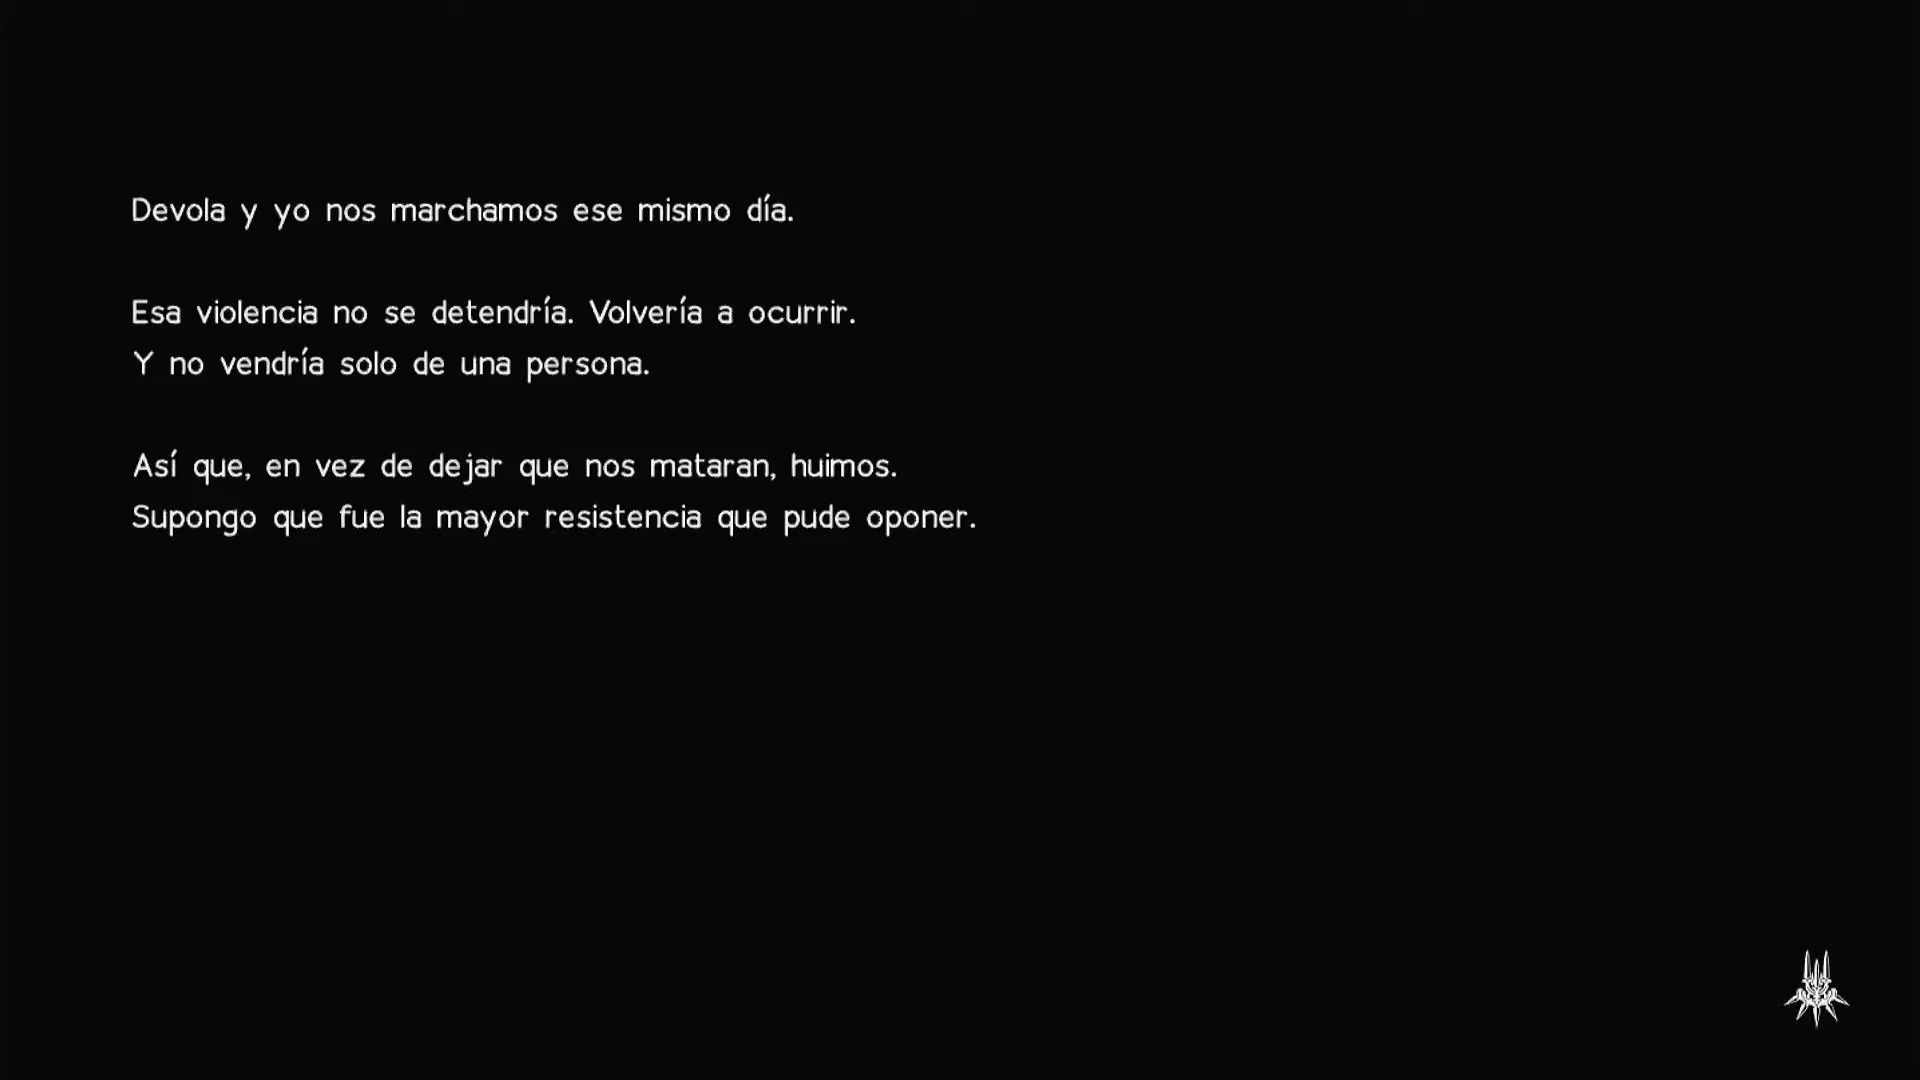 Devola y yo nos marchamos ese mismo día.
Esa violencia no se detendría. Volvería a ocurrir.
Y no vendría solo de una persona.
Así que, en vez de dejar que nos mataran, huimos.
Supongo que fue la mayor resistencia que pude oponer.